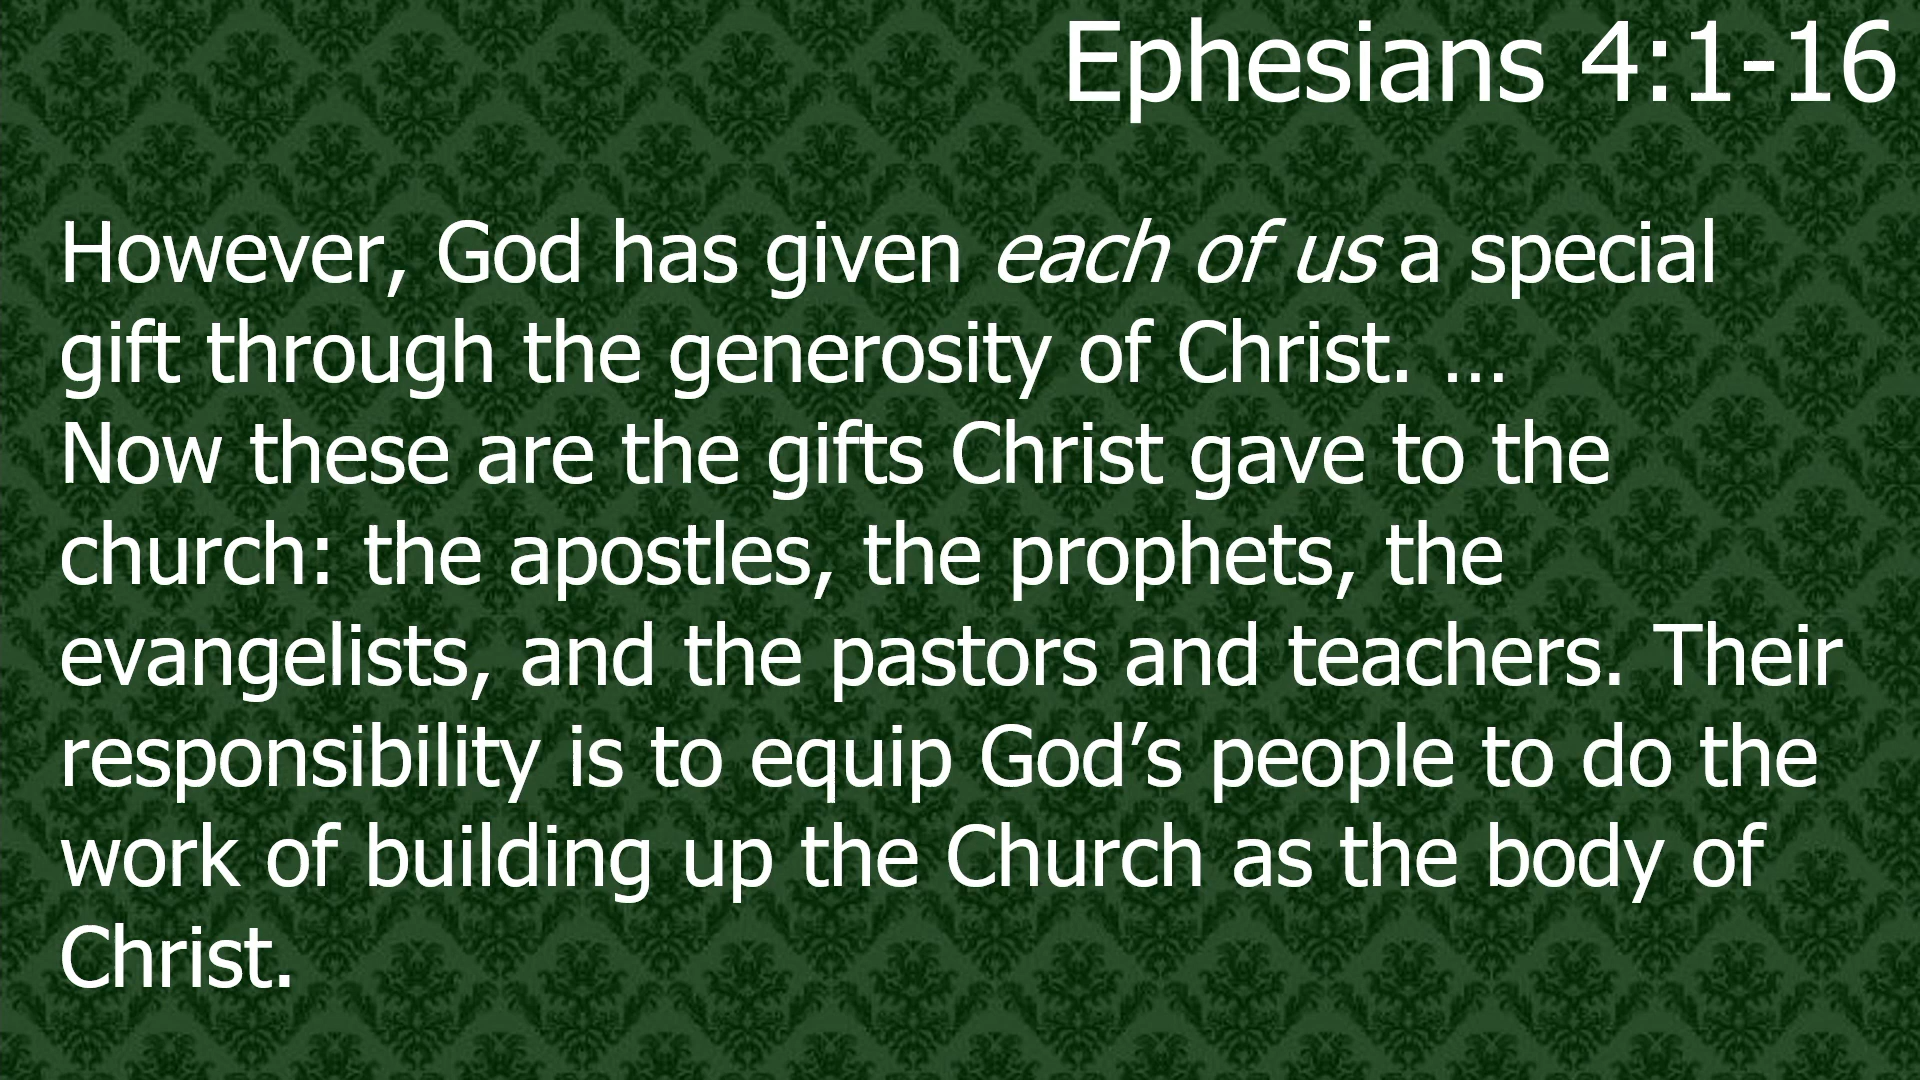 Ephesians 4:1-16
However, God has given each of us a special
gift through the generosity of Christ. …
Now these are the gifts Christ gave to the
church: the apostles, the prophets, the
evangelists, and the pastors and teachers. Their
responsibility is to equip God’s people to do the
work of building up the Church as the body of
Christ.